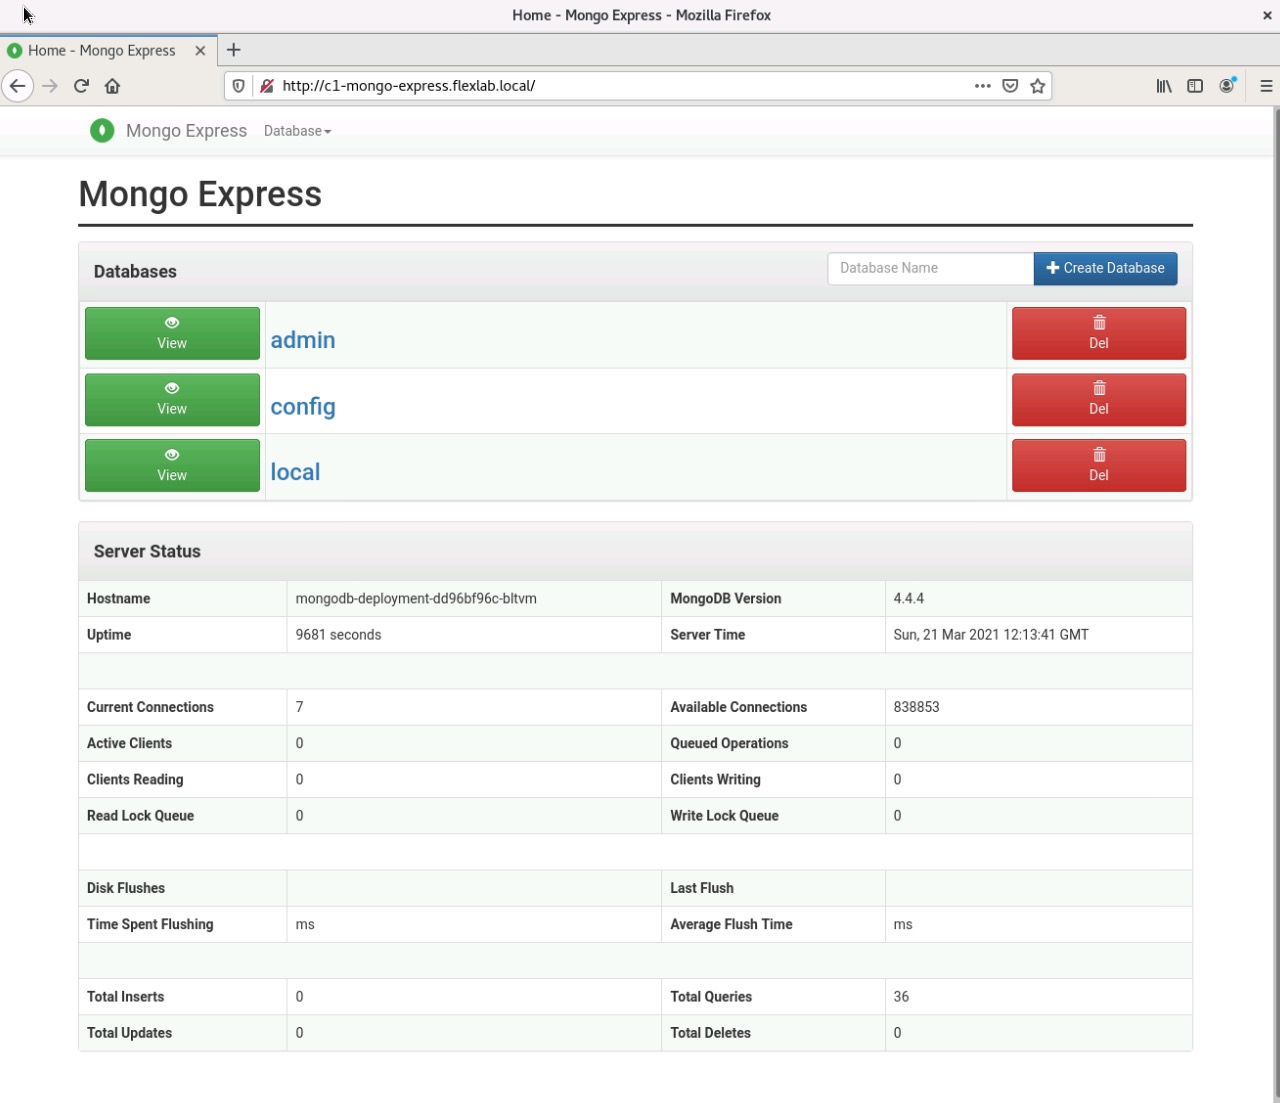 Home - Mongo Express - Mozilla Firefox
Home - Mongo Express
http://c1-mongo-express.flexlab.local/
Mongo Express Database
Mongo Express
Databases Database Name Create Database
View admin Del
View config Del
View local Del
Server Status
Hostname mongodb-deployment-dd96bf96c-bltvm MongoDB Version 4.4.4
Uptime 9681 seconds Server Time Sun, 21 Mar 2021 12:13:41 GMT
Current Connections 7 Available Connections 838853
Active Clients 0 Queued Operations 0
Clients Reading 0 Clients Writing 0
Read Lock Queue 0 Write Lock Queue 0
Disk Flushes Last Flush
Time Spent Flushing ms Average Flush Time ms
Total Inserts 0 Total Queries 36
Total Updates 0 Total Deletes 0